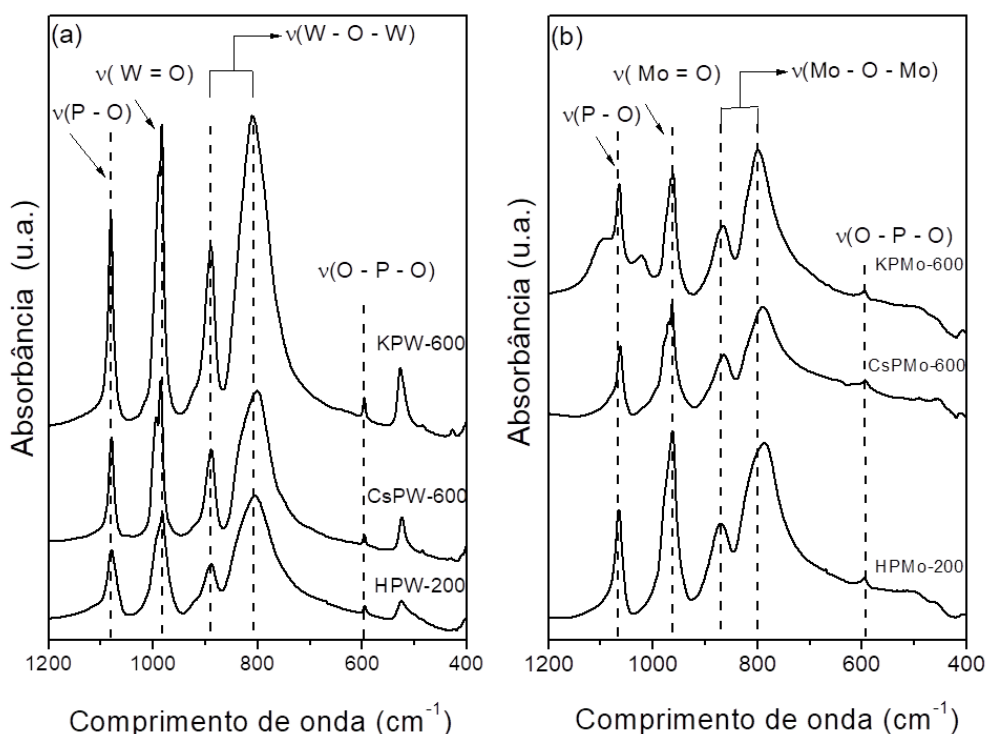 (a)
ν(W - O - W)
ν( W = O)
ν(P - O)
ν(O - P - O)
KPW-600
CsPW-600
HPW-200
Absorbância (u.a.)
1200 1000 800 600 400
Comprimento de onda (cm⁻¹)
(b)
ν( Mo = O)
ν(Mo - O - Mo)
ν(P - O)
ν(O - P - O)
KPMo-600
CsPMo-600
HPMo-200
Absorbância (u.a.)
1200 1000 800 600 400
Comprimento de onda (cm⁻¹)